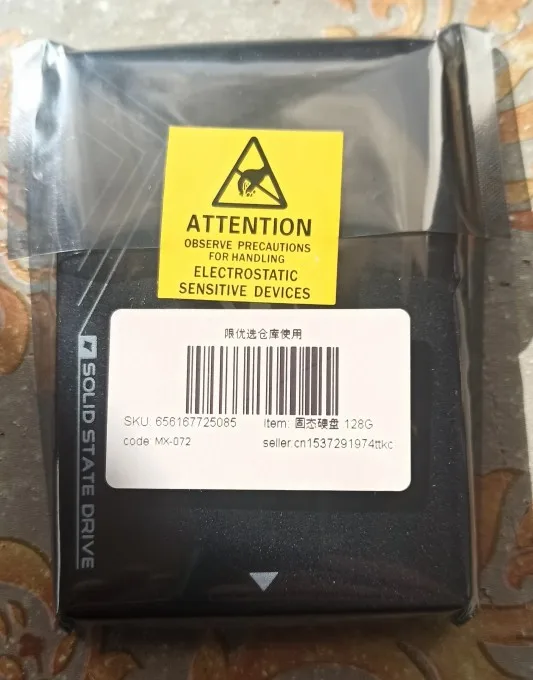 ATTENTION
OBSERVE PRECAUTIONS
FOR HANDLING
ELECTROSTATIC
SENSITIVE DEVICES
限优选仓库使用
SKU: 656167725085 Item: 固态硬盘 128G
code: MX-072 seller:cn1537291974ttkc
SOLID STATE DRIVE